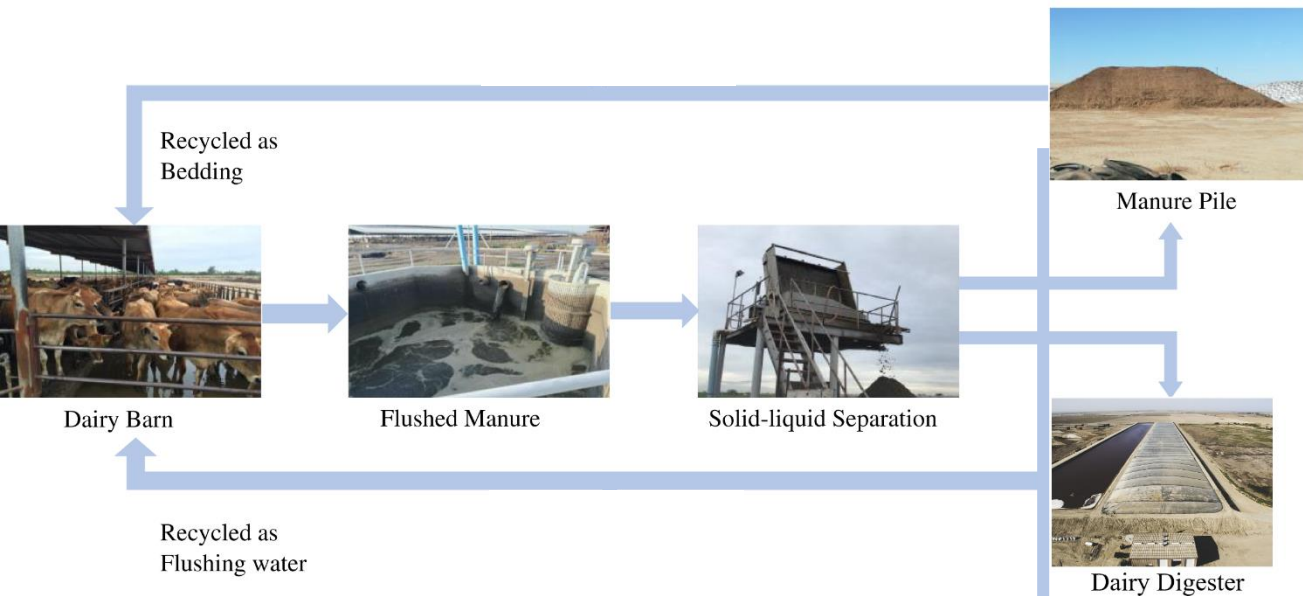 Recycled as
Bedding
Manure Pile
Dairy Barn
Flushed Manure
Solid-liquid Separation
Recycled as
Flushing water
Dairy Digester